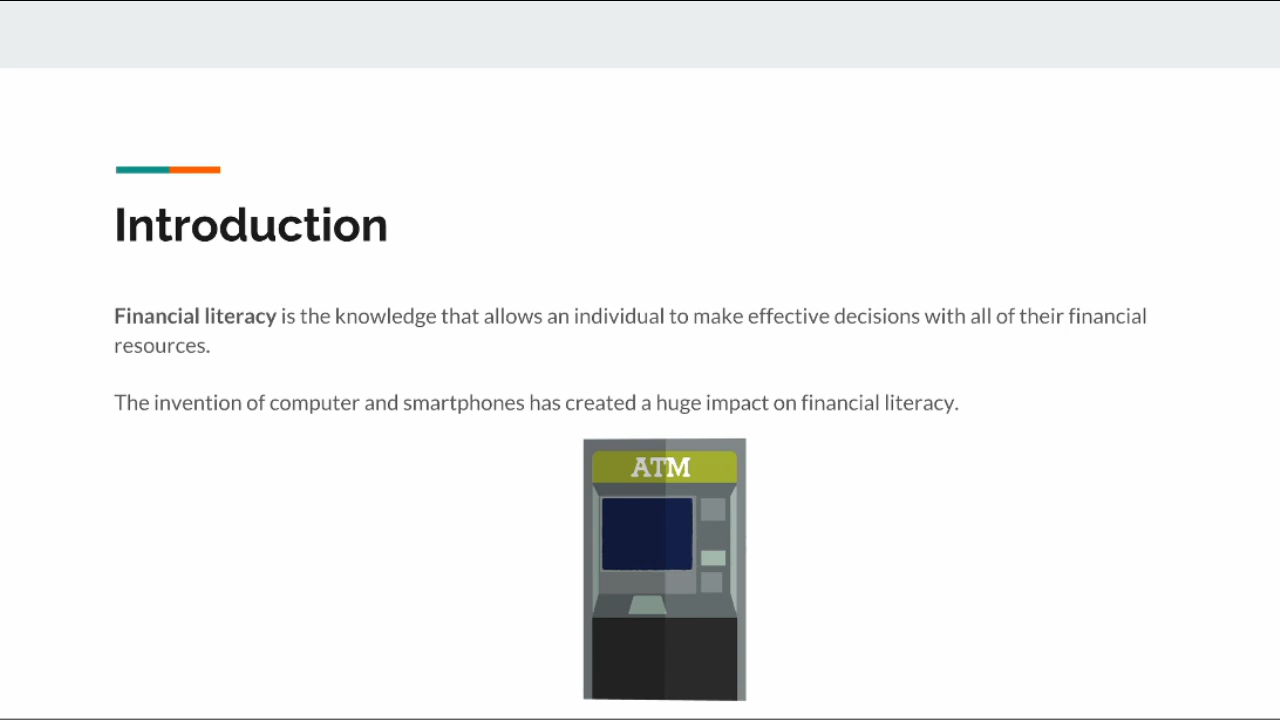 Introduction
Financial literacy is the knowledge that allows an individual to make effective decisions with all of their financial
resources.
The invention of computer and smartphones has created a huge impact on financial literacy.
ATM